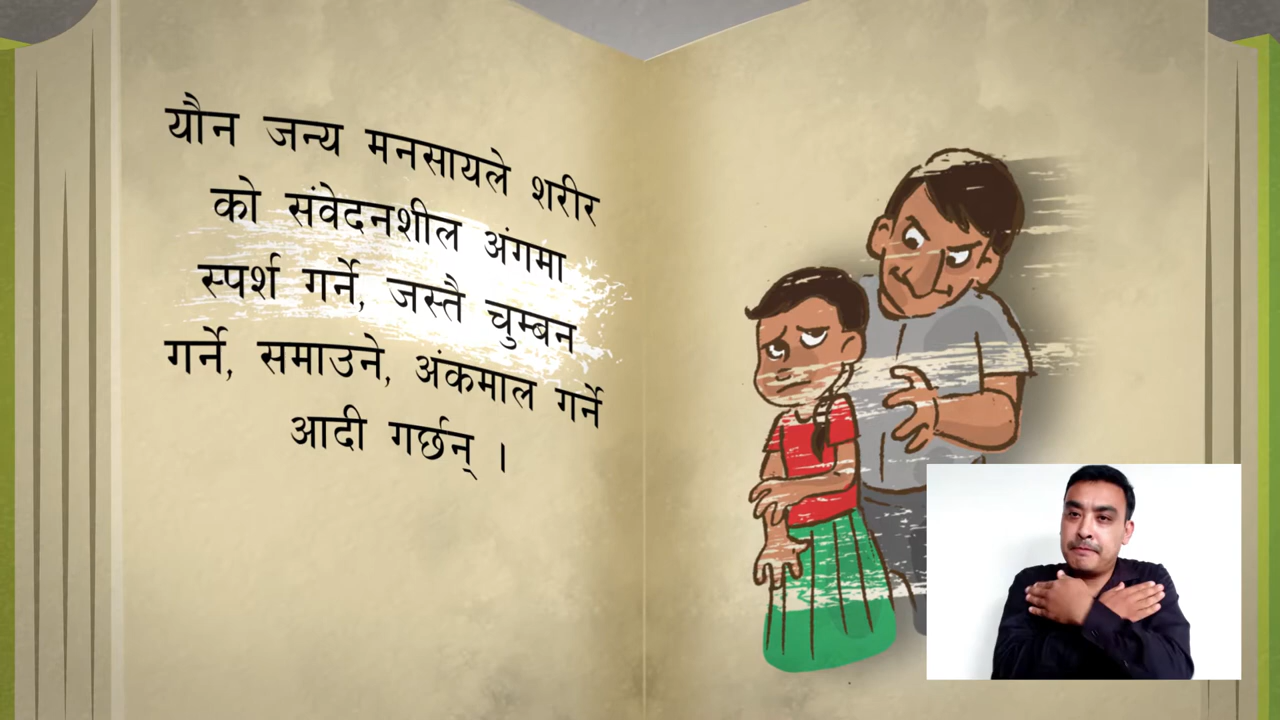 यौन जन्य मनसायले शरीर
को संवेदनशील अंगमा
स्पर्श गर्ने, जस्तै चुम्बन
गर्ने, समाउने, अंकमाल गर्ने
आदी गर्छन् ।